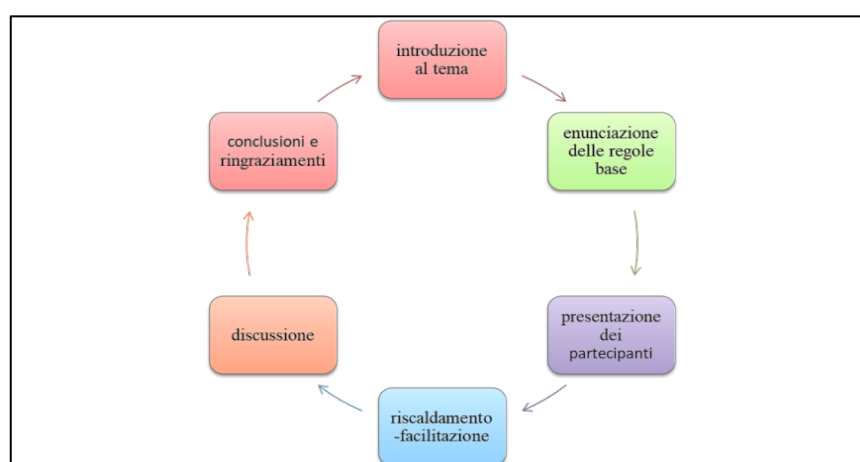 introduzione
al tema
enunciazione
delle regole
base
presentazione
dei
partecipanti
riscaldamento
-facilitazione
discussione
conclusioni e
ringraziamenti